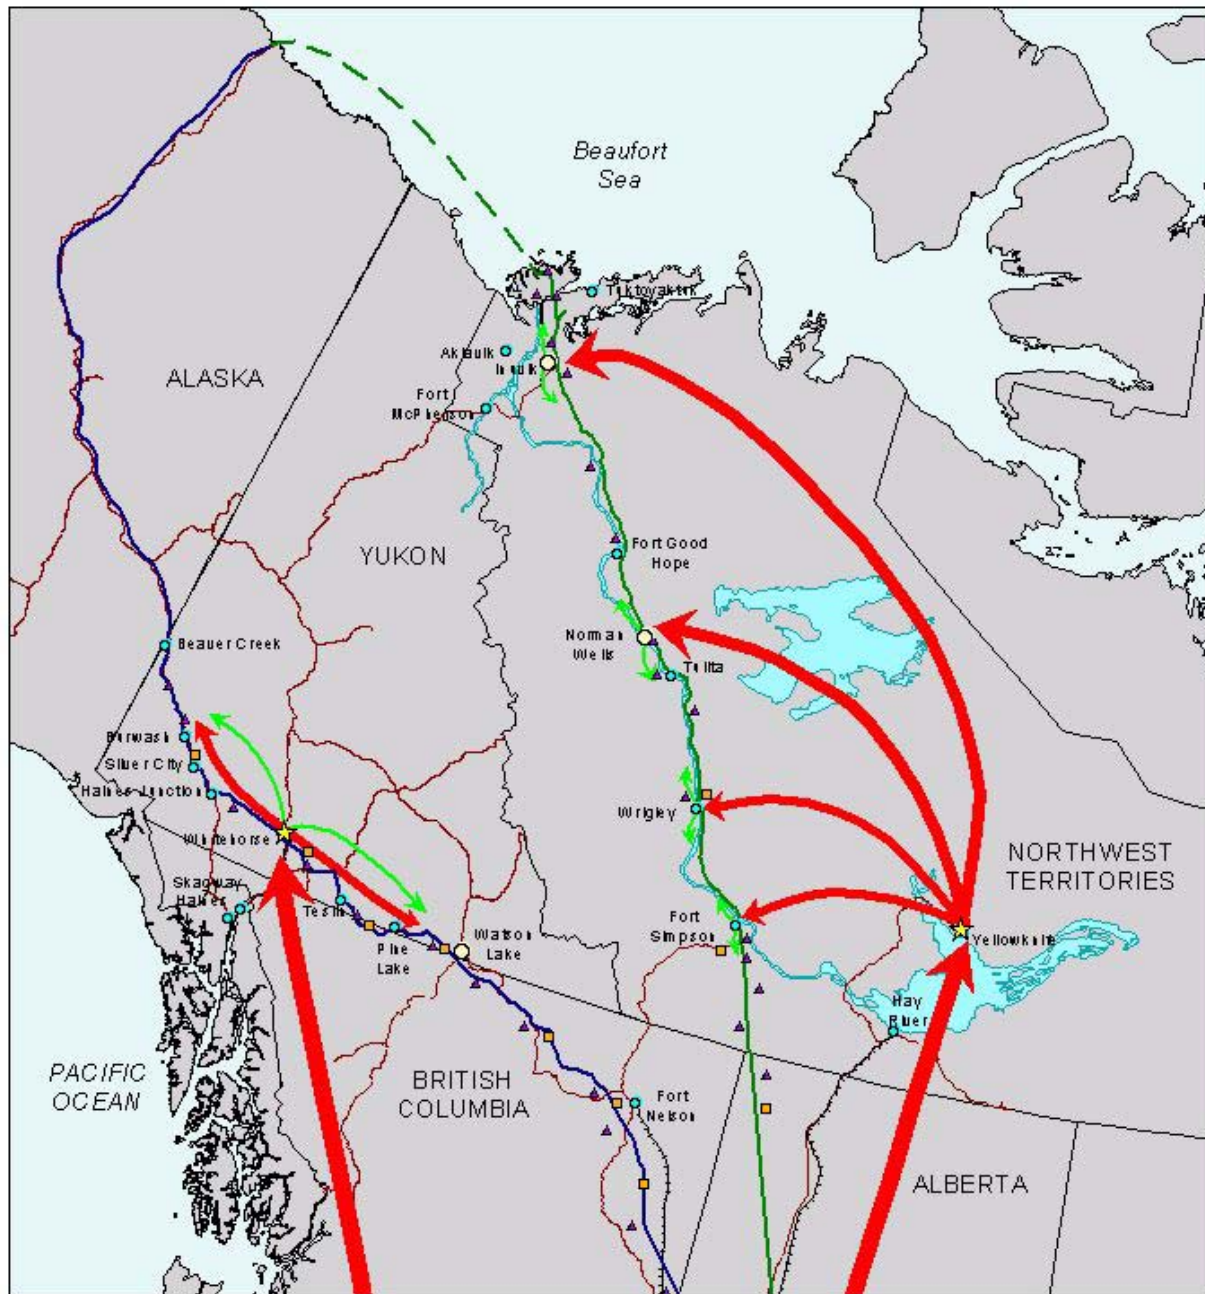 Beaufort
Sea
Tuktoyaktuk
Aklavik
Inuvik
ALASKA
Fort
McPherson
YUKON
Fort Good
Hope
Norman
Wells
Tulita
Beaver Creek
Burwash
Silver City
Haines Junction
Whitehorse
Wrigley
NORTHWEST
TERRITORIES
Skagway
Haines
Teslin
Pine
Lake
Watson
Lake
Fort
Simpson
Yellowknife
Hay
River
PACIFIC
OCEAN
BRITISH
COLUMBIA
Fort
Nelson
ALBERTA